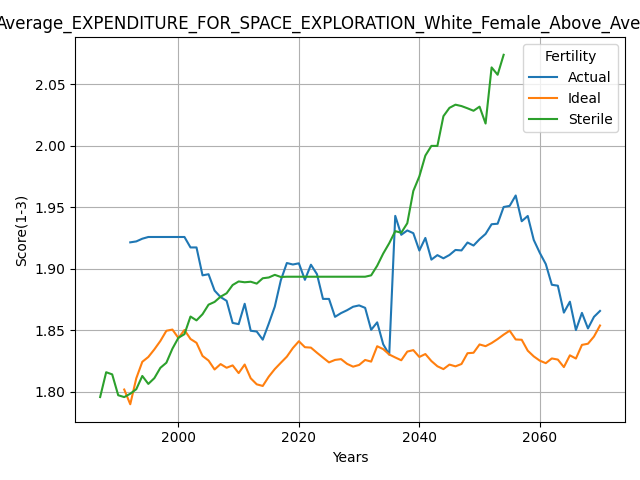 Average_EXPENDITURE_FOR_SPACE_EXPLORATION_White_Female_Above_Ave
Fertility
Actual
Ideal
Sterile
2.05
2.00
1.95
1.90
1.85
1.80
Score(1-3)
2000 2020 2040 2060
Years